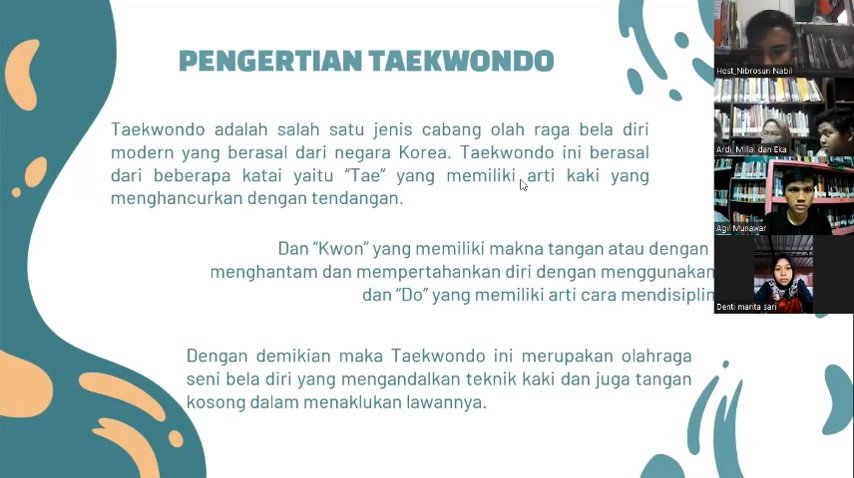 PENGERTIAN TAEKWONDO
Taekwondo adalah salah satu jenis cabang olah raga bela diri
modern yang berasal dari negara Korea. Taekwondo ini berasal
dari beberapa katai yaitu “Tae” yang memiliki arti kaki yang
menghancurkan dengan tendangan.
Dan “Kwon” yang memiliki makna tangan atau dengan
menghantam dan mempertahankan diri dengan menggunakan
dan “Do” yang memiliki arti cara mendisiplin
Dengan demikian maka Taekwondo ini merupakan olahraga
seni bela diri yang mengandalkan teknik kaki dan juga tangan
kosong dalam menaklukan lawannya.
Host_Nibrosun Nabil
Ardi, Milla, dan Eka
Agil Munawar
Denti marita sari